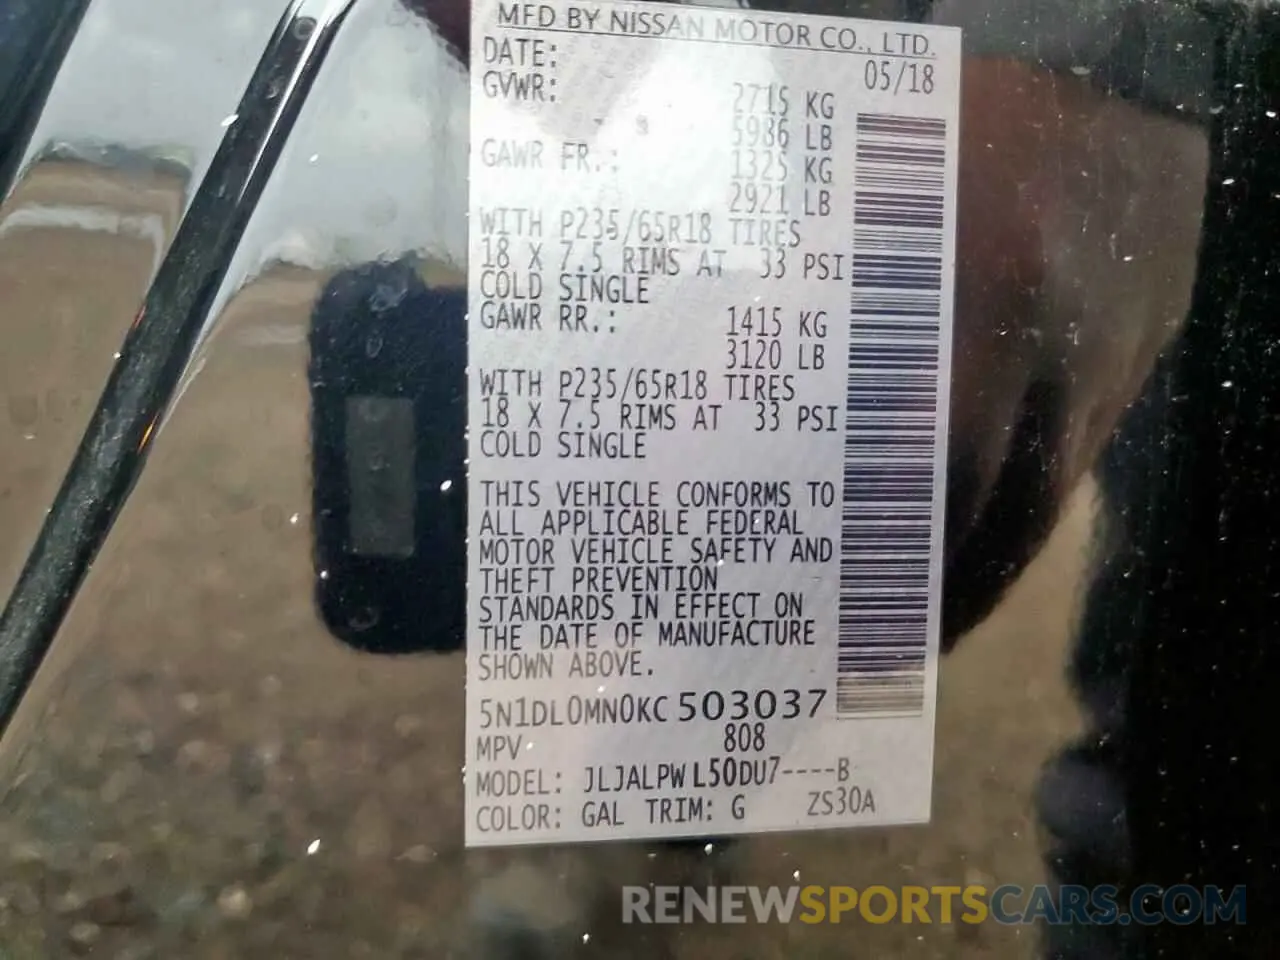 MFD BY NISSAN MOTOR CO., LTD.
DATE: 05/18
GVWR: 2715 KG
5986 LB
GAWR FR.: 1325 KG
2921 LB
WITH P235/65R18 TIRES
18 X 7.5 RIMS AT 33 PSI
COLD SINGLE
GAWR RR.: 1415 KG
3120 LB
WITH P235/65R18 TIRES
18 X 7.5 RIMS AT 33 PSI
COLD SINGLE
THIS VEHICLE CONFORMS TO
ALL APPLICABLE FEDERAL
MOTOR VEHICLE SAFETY AND
THEFT PREVENTION
STANDARDS IN EFFECT ON
THE DATE OF MANUFACTURE
SHOWN ABOVE.
5N1DL0MN0KC503037
MPV 808
MODEL: JLJALPWL50DU7----B
COLOR: GAL TRIM: G ZS30A
RENEWSPORTSCARS.COM